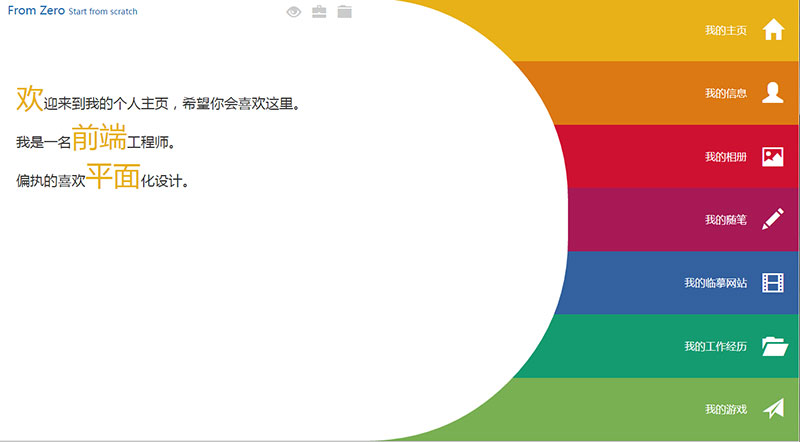 From Zero Start from scratch
欢迎来到我的个人主页，希望你会喜欢这里。
我是一名前端工程师。
偏执的喜欢平面化设计。
我的主页
我的信息
我的相册
我的随笔
我的临摹网站
我的工作经历
我的游戏